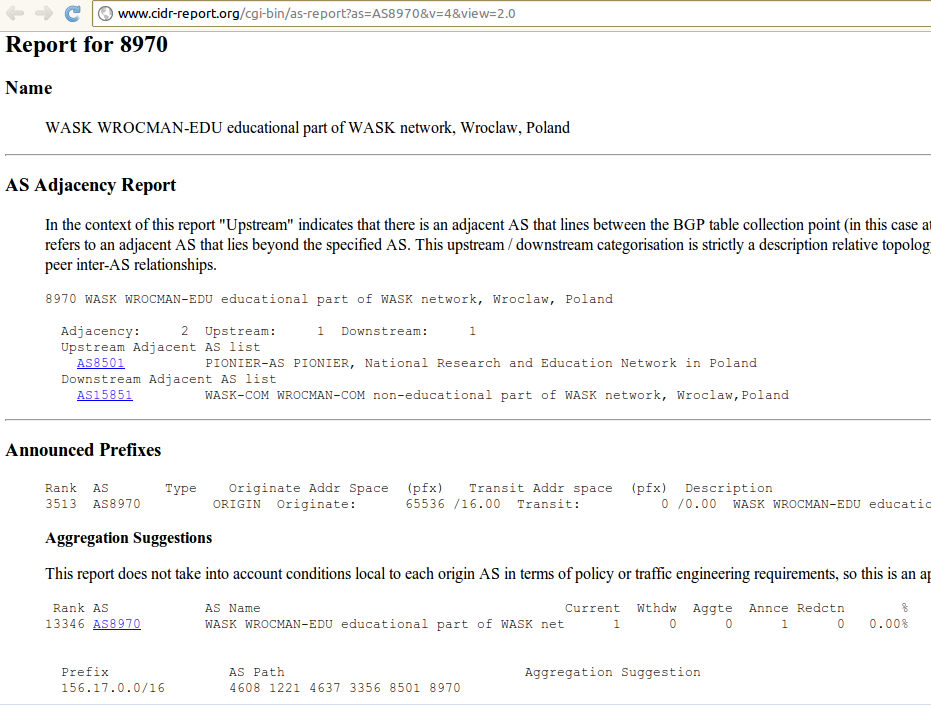 www.cidr-report.org/cgi-bin/as-report?as=AS8970&v=4&view=2.0
Report for 8970
Name
WASK WROCMAN-EDU educational part of WASK network, Wroclaw, Poland
AS Adjacency Report
In the context of this report "Upstream" indicates that there is an adjacent AS that lines between the BGP table collection point (in this case at
refers to an adjacent AS that lies beyond the specified AS. This upstream / downstream categorisation is strictly a description relative topology
peer inter-AS relationships.
8970 WASK WROCMAN-EDU educational part of WASK network, Wroclaw, Poland
Adjacency: 2 Upstream: 1 Downstream: 1
Upstream Adjacent AS list
AS8501 PIONIER-AS PIONIER, National Research and Education Network in Poland
Downstream Adjacent AS list
AS15851 WASK-COM WROCMAN-COM non-educational part of WASK network, Wroclaw,Poland
Announced Prefixes
Rank AS Type Originate Addr Space (pfx) Transit Addr space (pfx) Description
3513 AS8970 ORIGIN Originate: 65536 /16.00 Transit: 0 /0.00 WASK WROCMAN-EDU educatio
Aggregation Suggestions
This report does not take into account conditions local to each origin AS in terms of policy or traffic engineering requirements, so this is an ap
Rank AS AS Name Current Wthdw Aggte Annce Redctn %
13346 AS8970 WASK WROCMAN-EDU educational part of WASK net 1 0 0 1 0 0.00%
Prefix AS Path Aggregation Suggestion
156.17.0.0/16 4608 1221 4637 3356 8501 8970